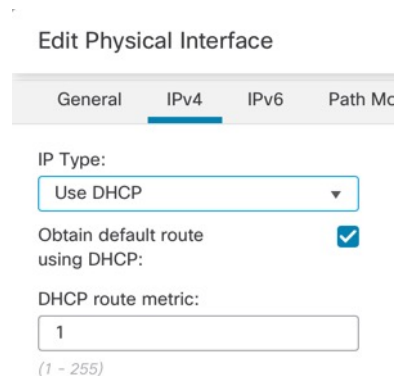 Edit Physical Interface
General IPv4 IPv6 Path Mo
IP Type:
Use DHCP
Obtain default route
using DHCP:
DHCP route metric:
1
(1 - 255)